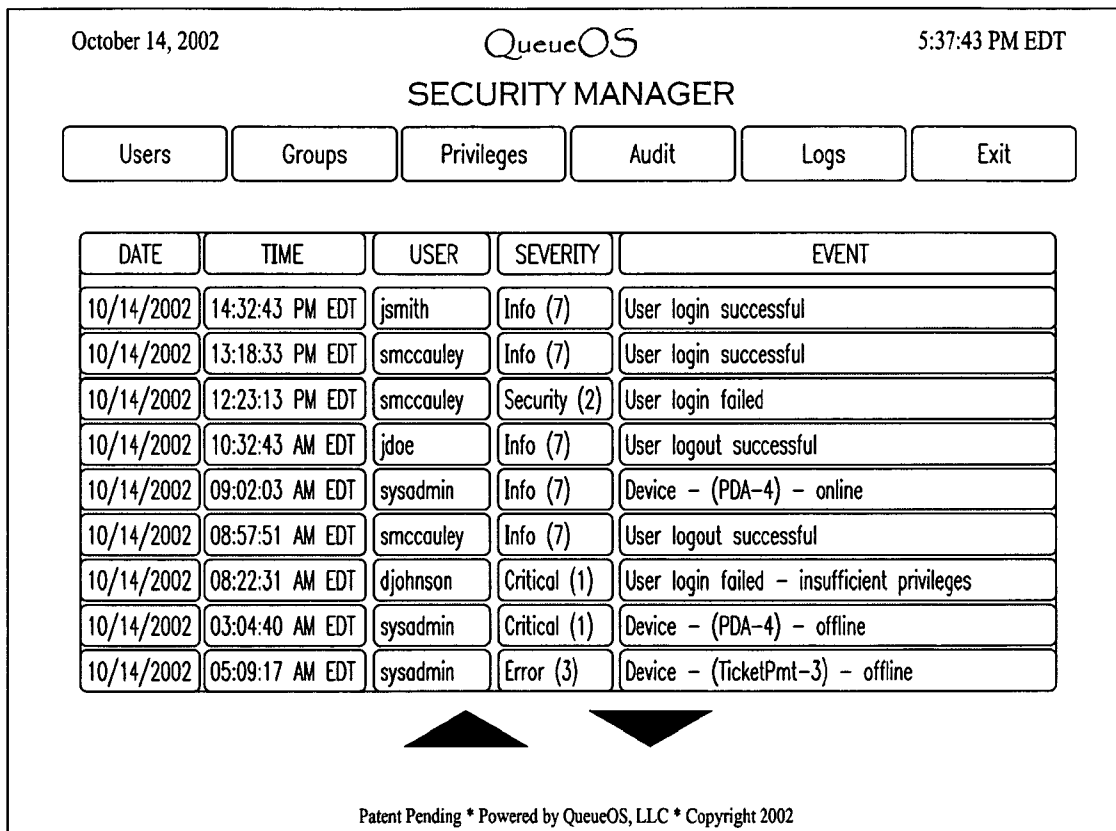 October 14, 2002 QueueOS 5:37:43 PM EDT
SECURITY MANAGER
Users Groups Privileges Audit Logs Exit
DATE TIME USER SEVERITY EVENT
10/14/2002 14:32:43 PM EDT jsmith Info (7) User login successful
10/14/2002 13:18:33 PM EDT smccauley Info (7) User login successful
10/14/2002 12:23:13 PM EDT smccauley Security (2) User login failed
10/14/2002 10:32:43 AM EDT jdoe Info (7) User logout successful
10/14/2002 09:02:03 AM EDT sysadmin Info (7) Device – (PDA–4) – online
10/14/2002 08:57:51 AM EDT smccauley Info (7) User logout successful
10/14/2002 08:22:31 AM EDT djohnson Critical (1) User login failed – insufficient privileges
10/14/2002 03:04:40 AM EDT sysadmin Critical (1) Device – (PDA–4) – offline
10/14/2002 05:09:17 AM EDT sysadmin Error (3) Device – (TicketPmt–3) – offline
Patent Pending * Powered by QueueOS, LLC * Copyright 2002